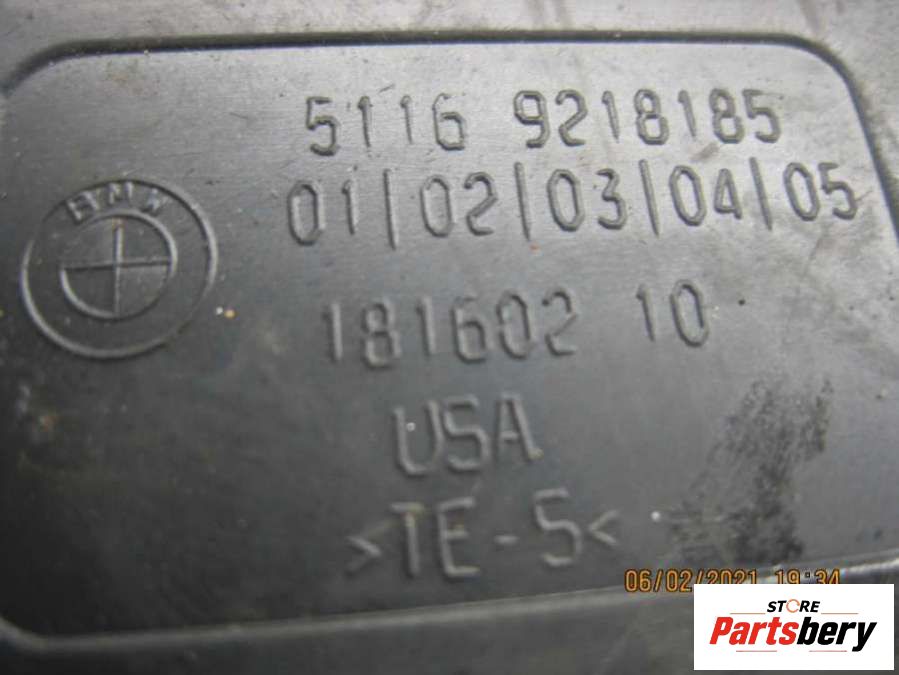 5116 9218185
01/02/03/04/05
BMW
181602 10
USA
>TE-S<
06/02/2021 19:34
STORE
Partsbery